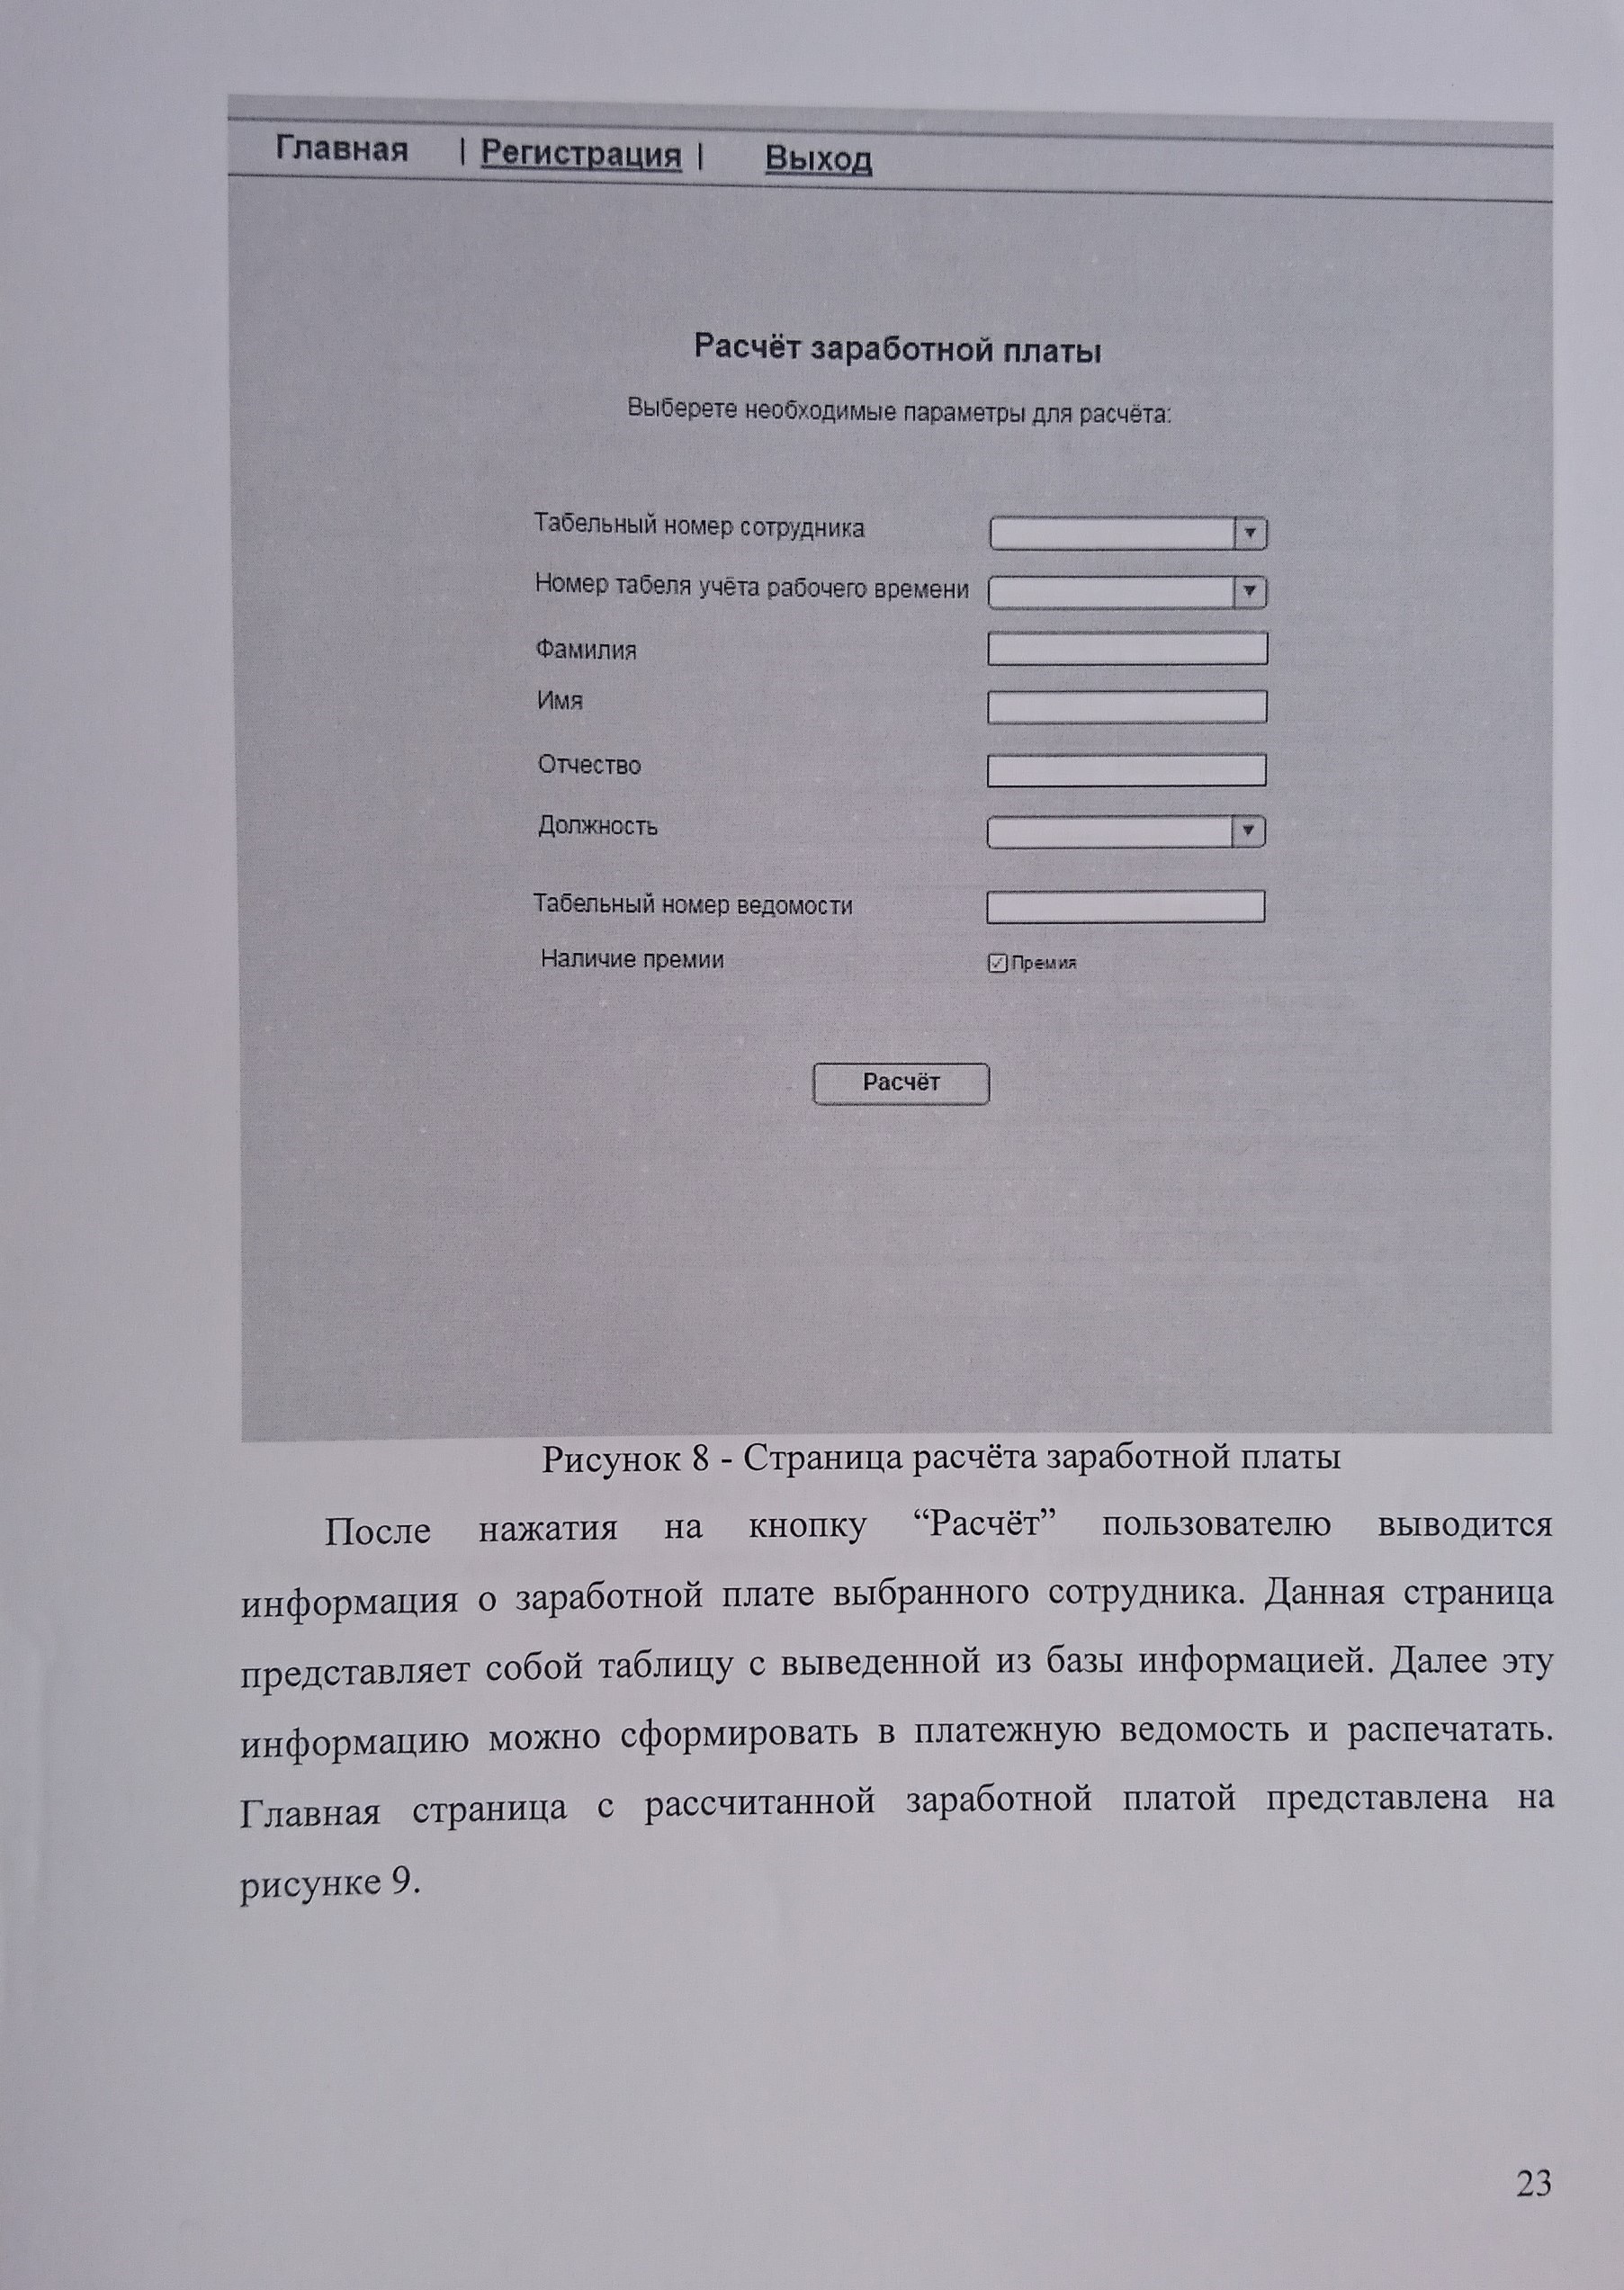 Главная | Регистрация | Выход
Расчёт заработной платы
Выберете необходимые параметры для расчёта:
Табельный номер сотрудника
Номер табеля учёта рабочего времени
Фамилия
Имя
Отчество
Должность
Табельный номер ведомости
Наличие премии Премия
Расчёт
Рисунок 8 - Страница расчёта заработной платы
После нажатия на кнопку “Расчёт” пользователю выводится
информация о заработной плате выбранного сотрудника. Данная страница
представляет собой таблицу с выведенной из базы информацией. Далее эту
информацию можно сформировать в платежную ведомость и распечатать.
Главная страница с рассчитанной заработной платой представлена на
рисунке 9.
23